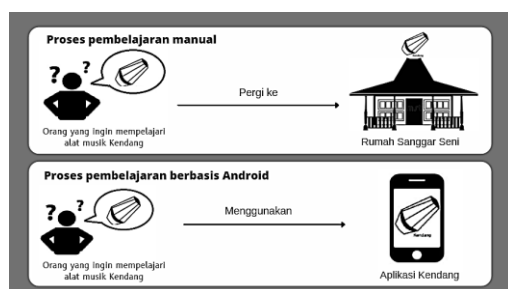 Proses pembelajaran manual
? ?
Pergi ke
Orang yang ingin mempelajari
alat musik Kendang
Rumah Sanggar Seni
Proses pembelajaran berbasis Android
? ?
Menggunakan
Kendang
Orang yang ingin mempelajari
alat musik Kendang
Aplikasi Kendang